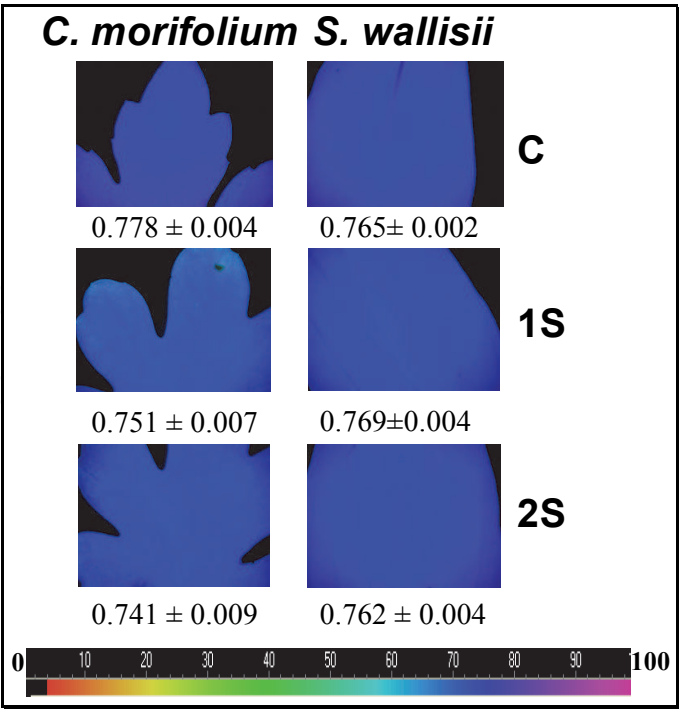 C. morifolium S. wallisii
C
0.778 ± 0.004 0.765± 0.002
1S
0.751 ± 0.007 0.769±0.004
2S
0.741 ± 0.009 0.762 ± 0.004
0 10 20 30 40 50 60 70 80 90 100